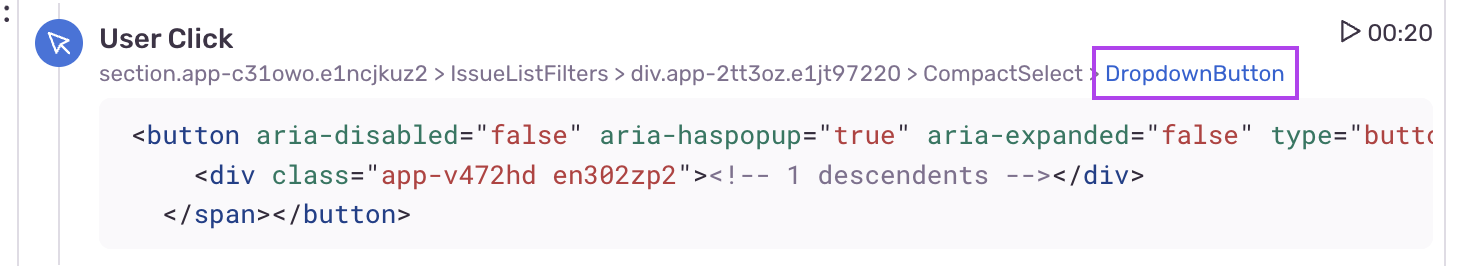 User Click
00:20
section.app-c31owo.e1ncjkuz2 > IssueListFilters > div.app-2tt3oz.e1jt97220 > CompactSelect > DropdownButton
<button aria-disabled="false" aria-haspopup="true" aria-expanded="false" type="butto
<div class="app-v472hd en302zp2"><!-- 1 descendents --></div>
</span></button>